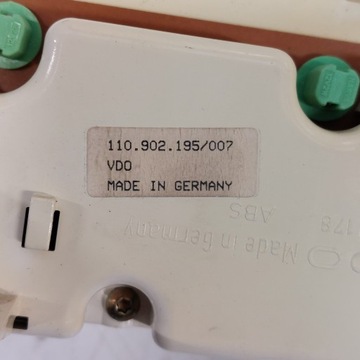 110.902.195/007
VDO
MADE IN GERMANY
Made in Germany
ABS